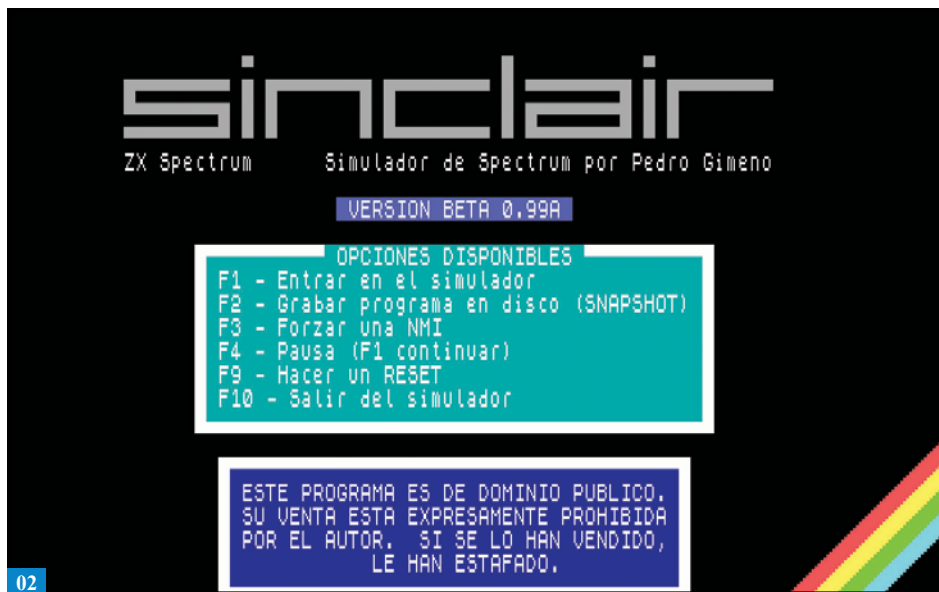 sinclair
ZX Spectrum Simulador de Spectrum por Pedro Gimeno
VERSION BETA 0.99A
OPCIONES DISPONIBLES
F1 - Entrar en el simulador
F2 - Grabar programa en disco (SNAPSHOT)
F3 - Forzar una NMI
F4 - Pausa (F1 continuar)
F9 - Hacer un RESET
F10 - Salir del simulador
ESTE PROGRAMA ES DE DOMINIO PUBLICO.
SU VENTA ESTA EXPRESAMENTE PROHIBIDA
POR EL AUTOR. SI SE LO HAN VENDIDO,
LE HAN ESTAFADO.
02